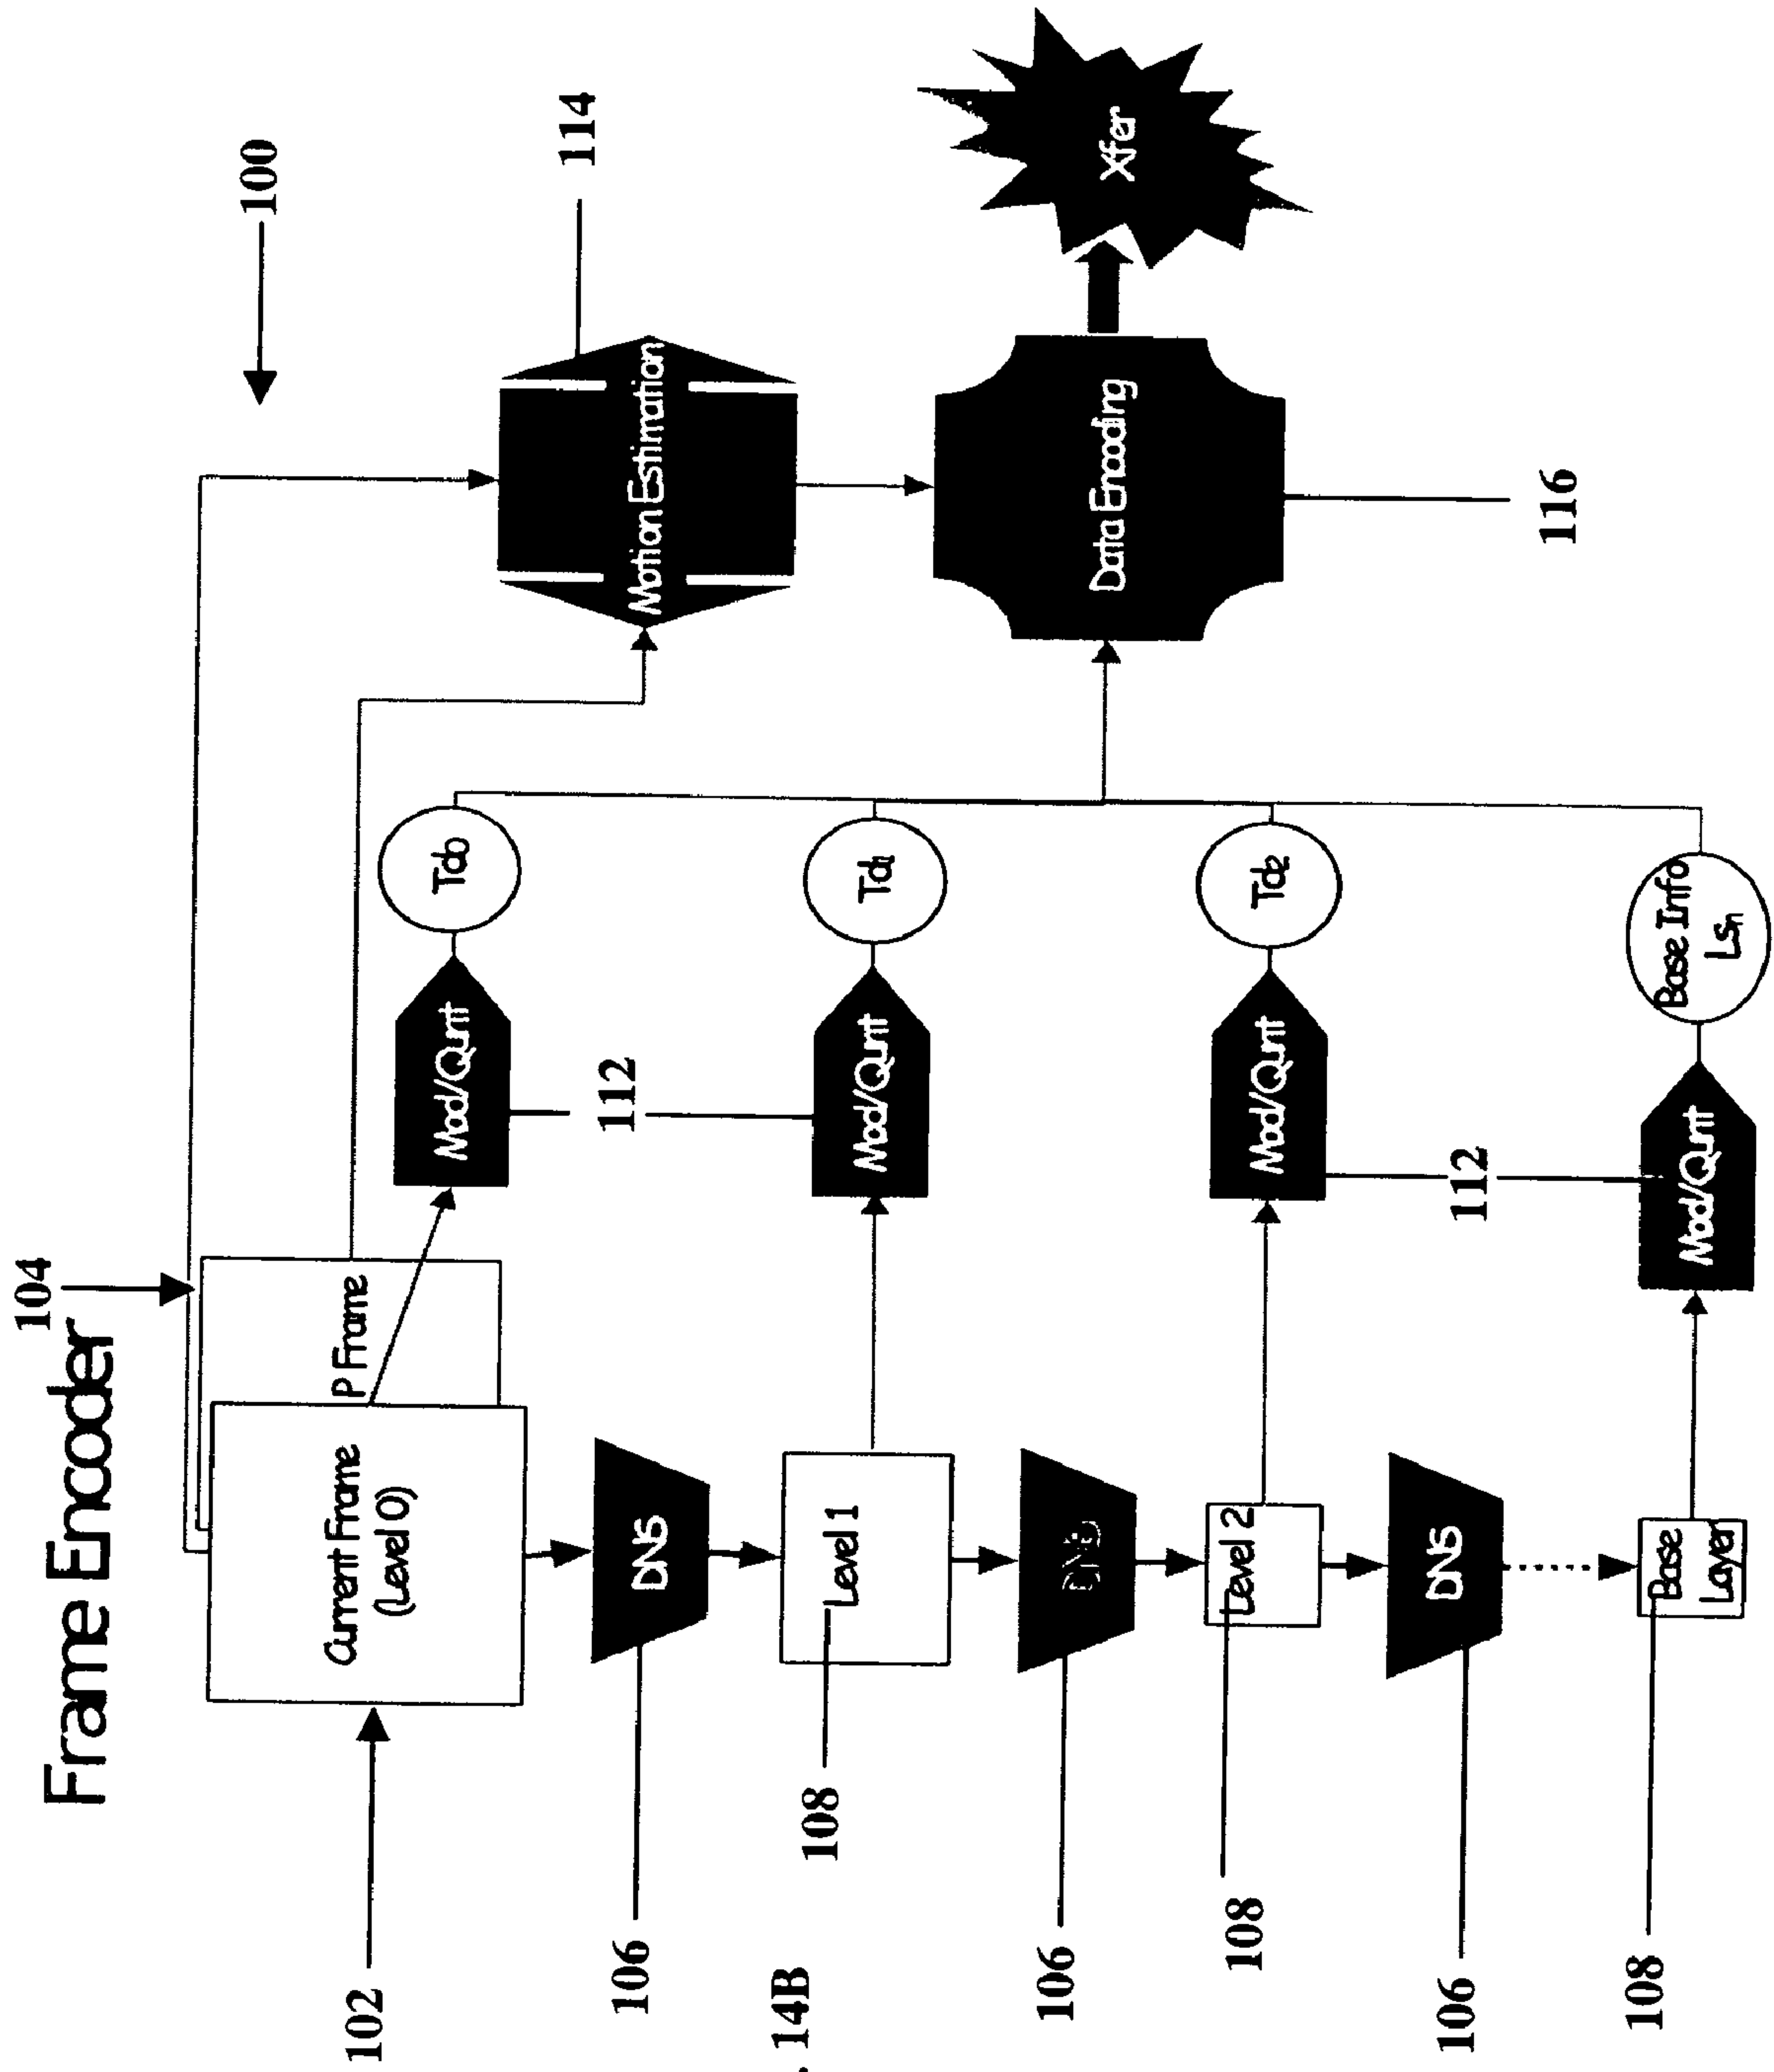 104
Frame Encoder
100
102
Current Frame
(Level 0)
P Frame
Mod/Qunt
Td0
114
106
DNS
112
Motion Estimation
. 14B
108
Level 1
Mod/Qunt
Td1
106
DNS
Data Encoding
Xfer
108
Level 2
Mod/Qunt
Td2
106
DNS
112
116
108
Base
Layer
Mod/Qunt
Base Info
Lsn